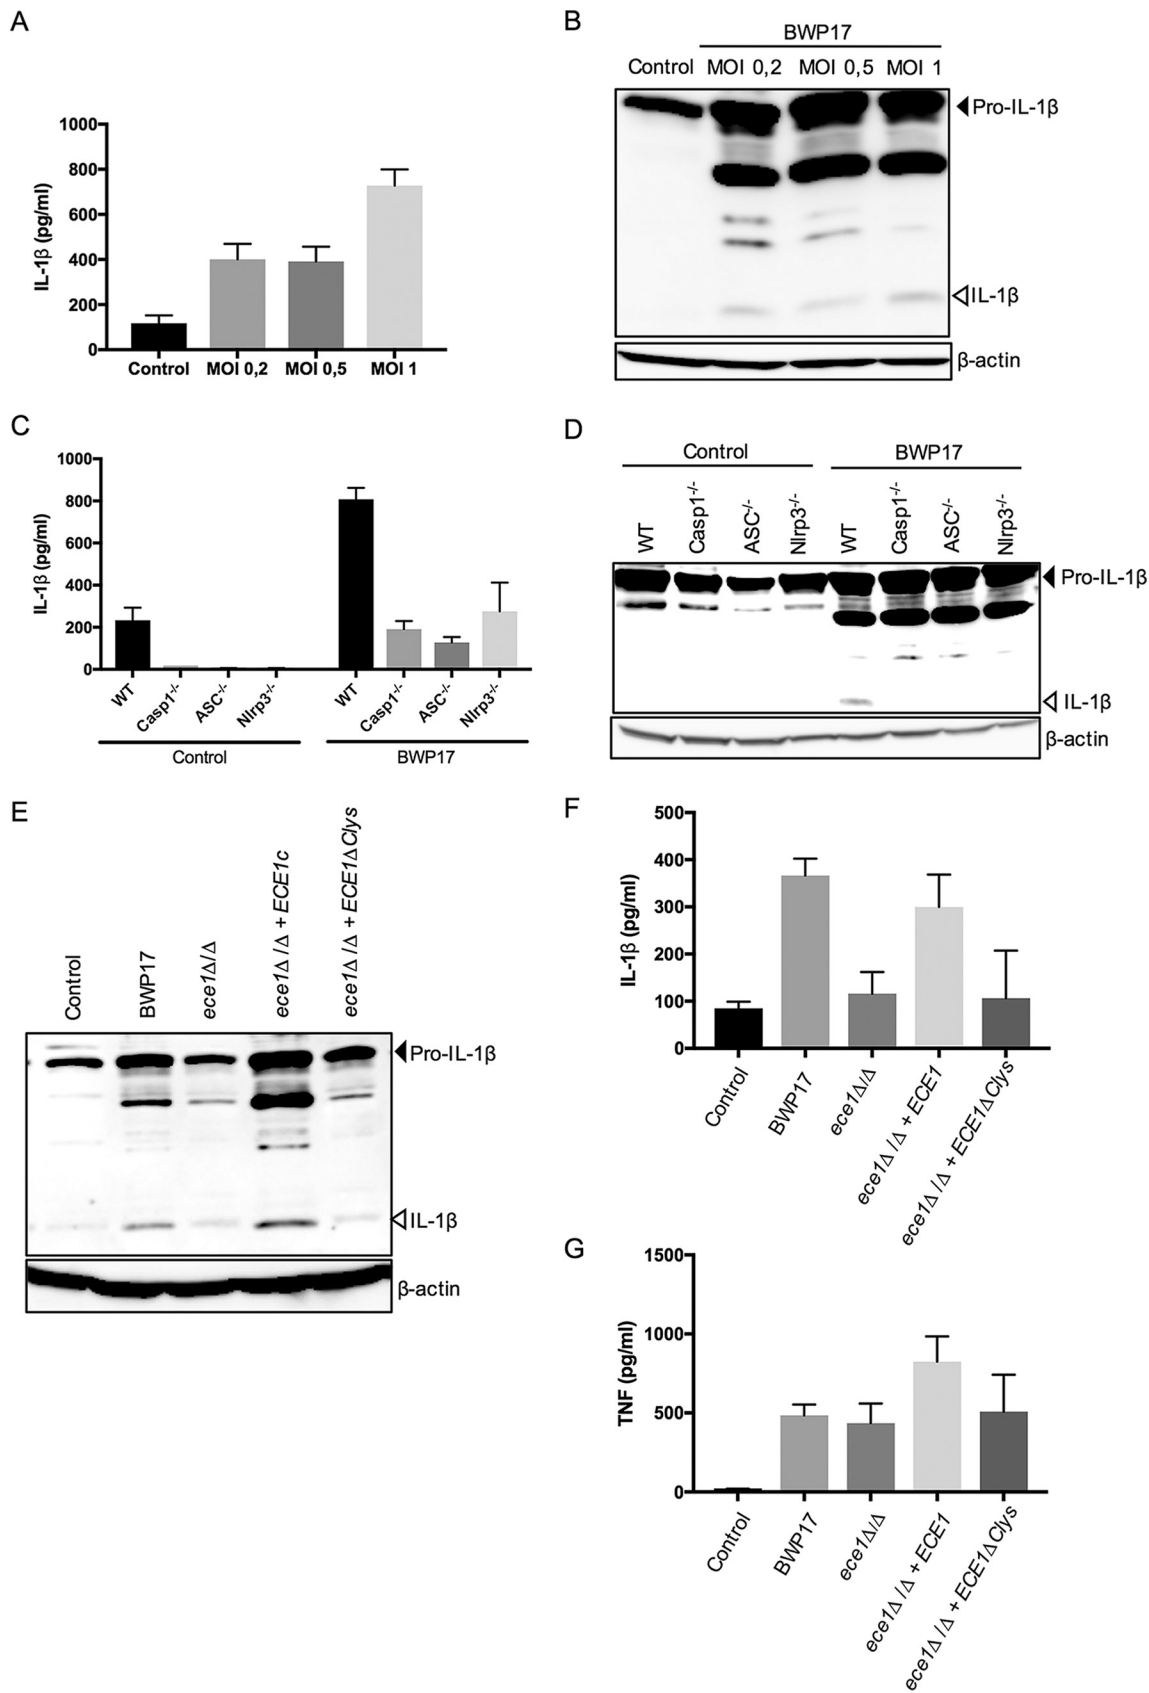 A
1000
800
600
400
200
0
IL-1β (pg/ml)
Control MOI 0,2 MOI 0,5 MOI 1
B
BWP17
Control MOI 0,2 MOI 0,5 MOI 1
Pro-IL-1β
IL-1β
β-actin
C
1000
800
600
400
200
0
IL-1β (pg/ml)
WT Casp1-/- ASC-/- Nlrp3-/- WT Casp1-/- ASC-/- Nlrp3-/-
Control BWP17
D
Control BWP17
WT Casp1-/- ASC-/- Nlrp3-/- WT Casp1-/- ASC-/- Nlrp3-/-
Pro-IL-1β
IL-1β
β-actin
E
Control BWP17 ece1Δ/Δ ece1Δ /Δ + ECE1c ece1Δ /Δ + ECE1ΔClys
Pro-IL-1β
IL-1β
β-actin
F
500
400
300
200
100
0
IL-1β (pg/ml)
Control BWP17 ece1Δ/Δ ece1Δ /Δ + ECE1 ece1Δ /Δ + ECE1ΔClys
G
1500
1000
500
0
TNF (pg/ml)
Control BWP17 ece1Δ/Δ ece1Δ /Δ + ECE1 ece1Δ /Δ + ECE1ΔClys